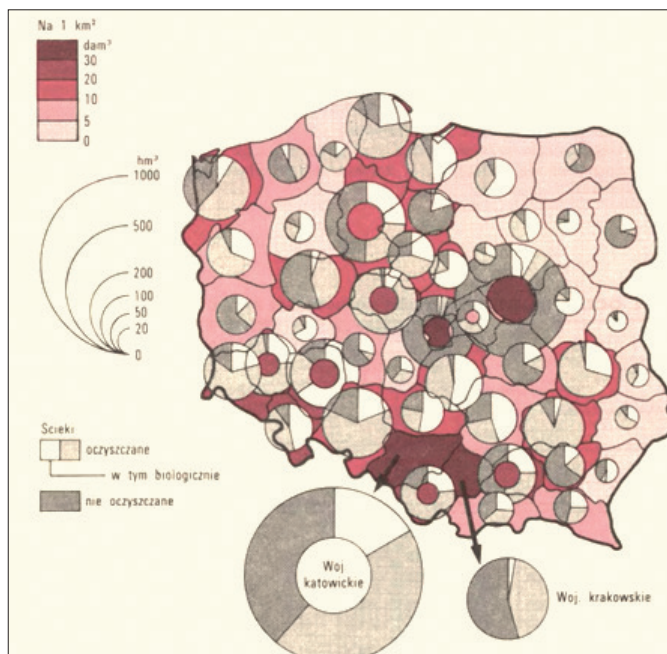 Na 1 km²
dam³
30
20
10
5
0
hm³
1000
500
200
100
50
20
0
Ścieki
oczyszczane
w tym biologicznie
nie oczyszczane
Woj
katowickie
Woj. krakowskie